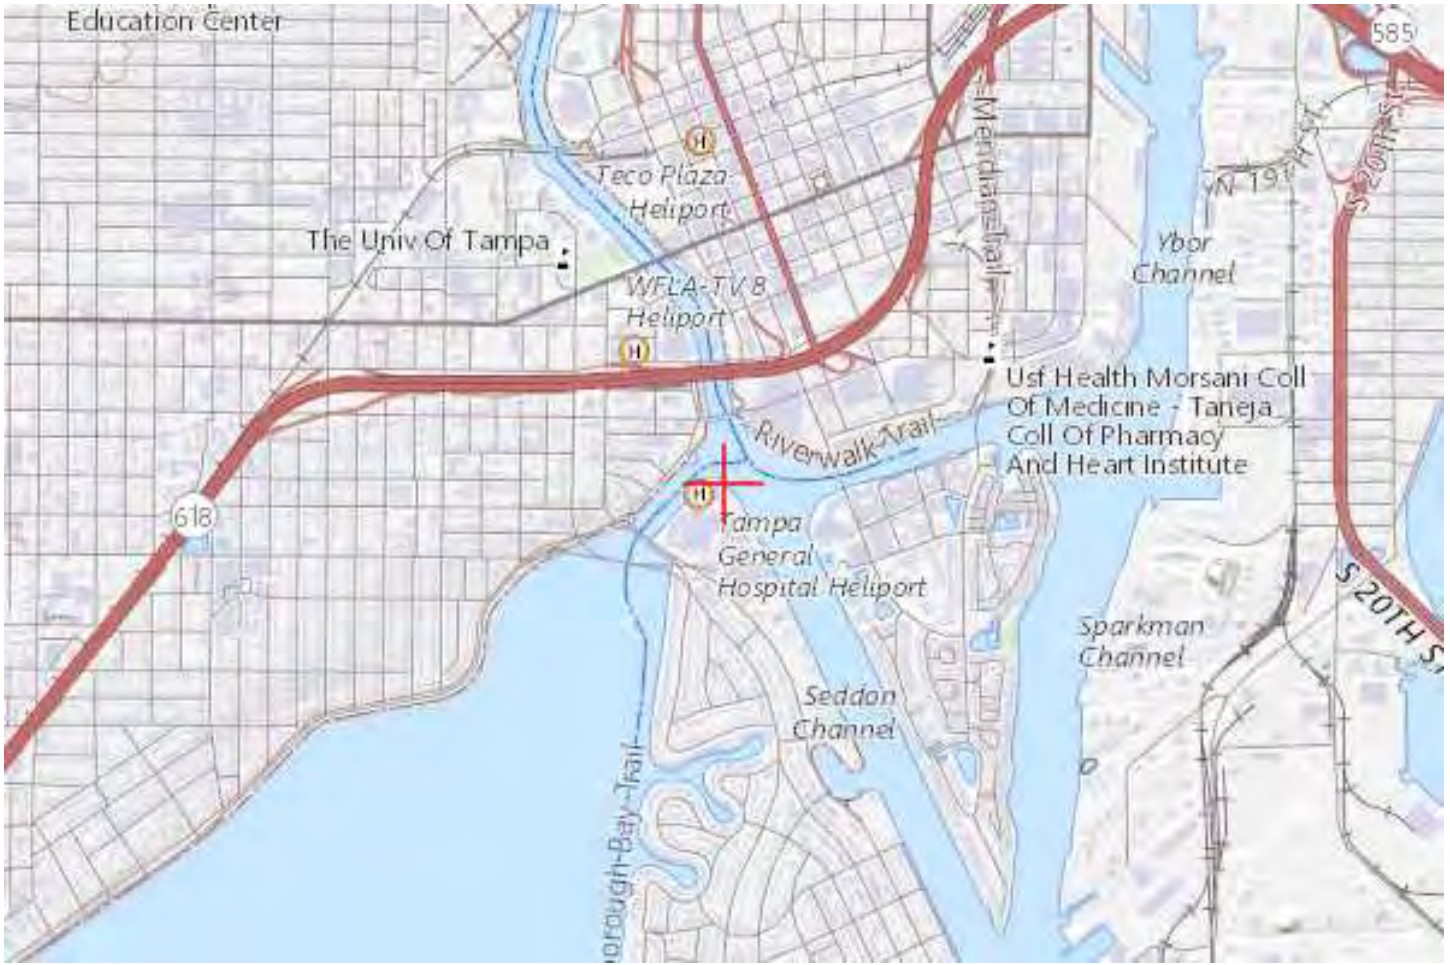 Education Center
585
Teco Plaza
Heliport
Meridian Trail
S 20TH ST
N 19TH ST
The Univ Of Tampa
Ybor
Channel
WFLA-TV 8
Heliport
H
H
Usf Health Morsani Coll
Of Medicine - Taneja
Coll Of Pharmacy
And Heart Institute
Riverwalk Trail
H
618
Tampa
General
Hospital Heliport
S 20TH ST
Sparkman
Channel
Seddon
Channel
orough Bay Trail